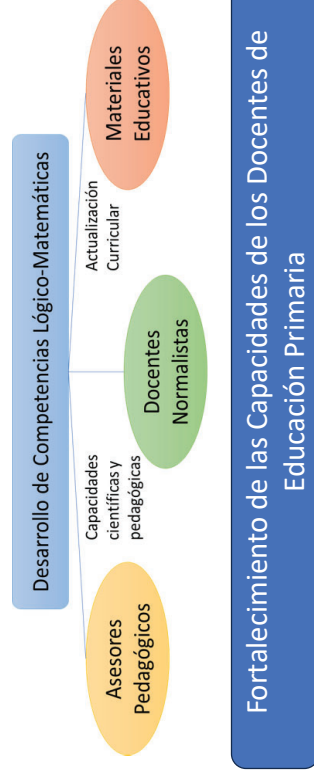 Desarrollo de Competencias Lógico-Matemáticas
Capacidades
científicas y
pedagógicas
Actualización
Curricular
Asesores
Pedagógicos
Docentes
Normalistas
Materiales
Educativos
Fortalecimiento de las Capacidades de los Docentes de
Educación Primaria